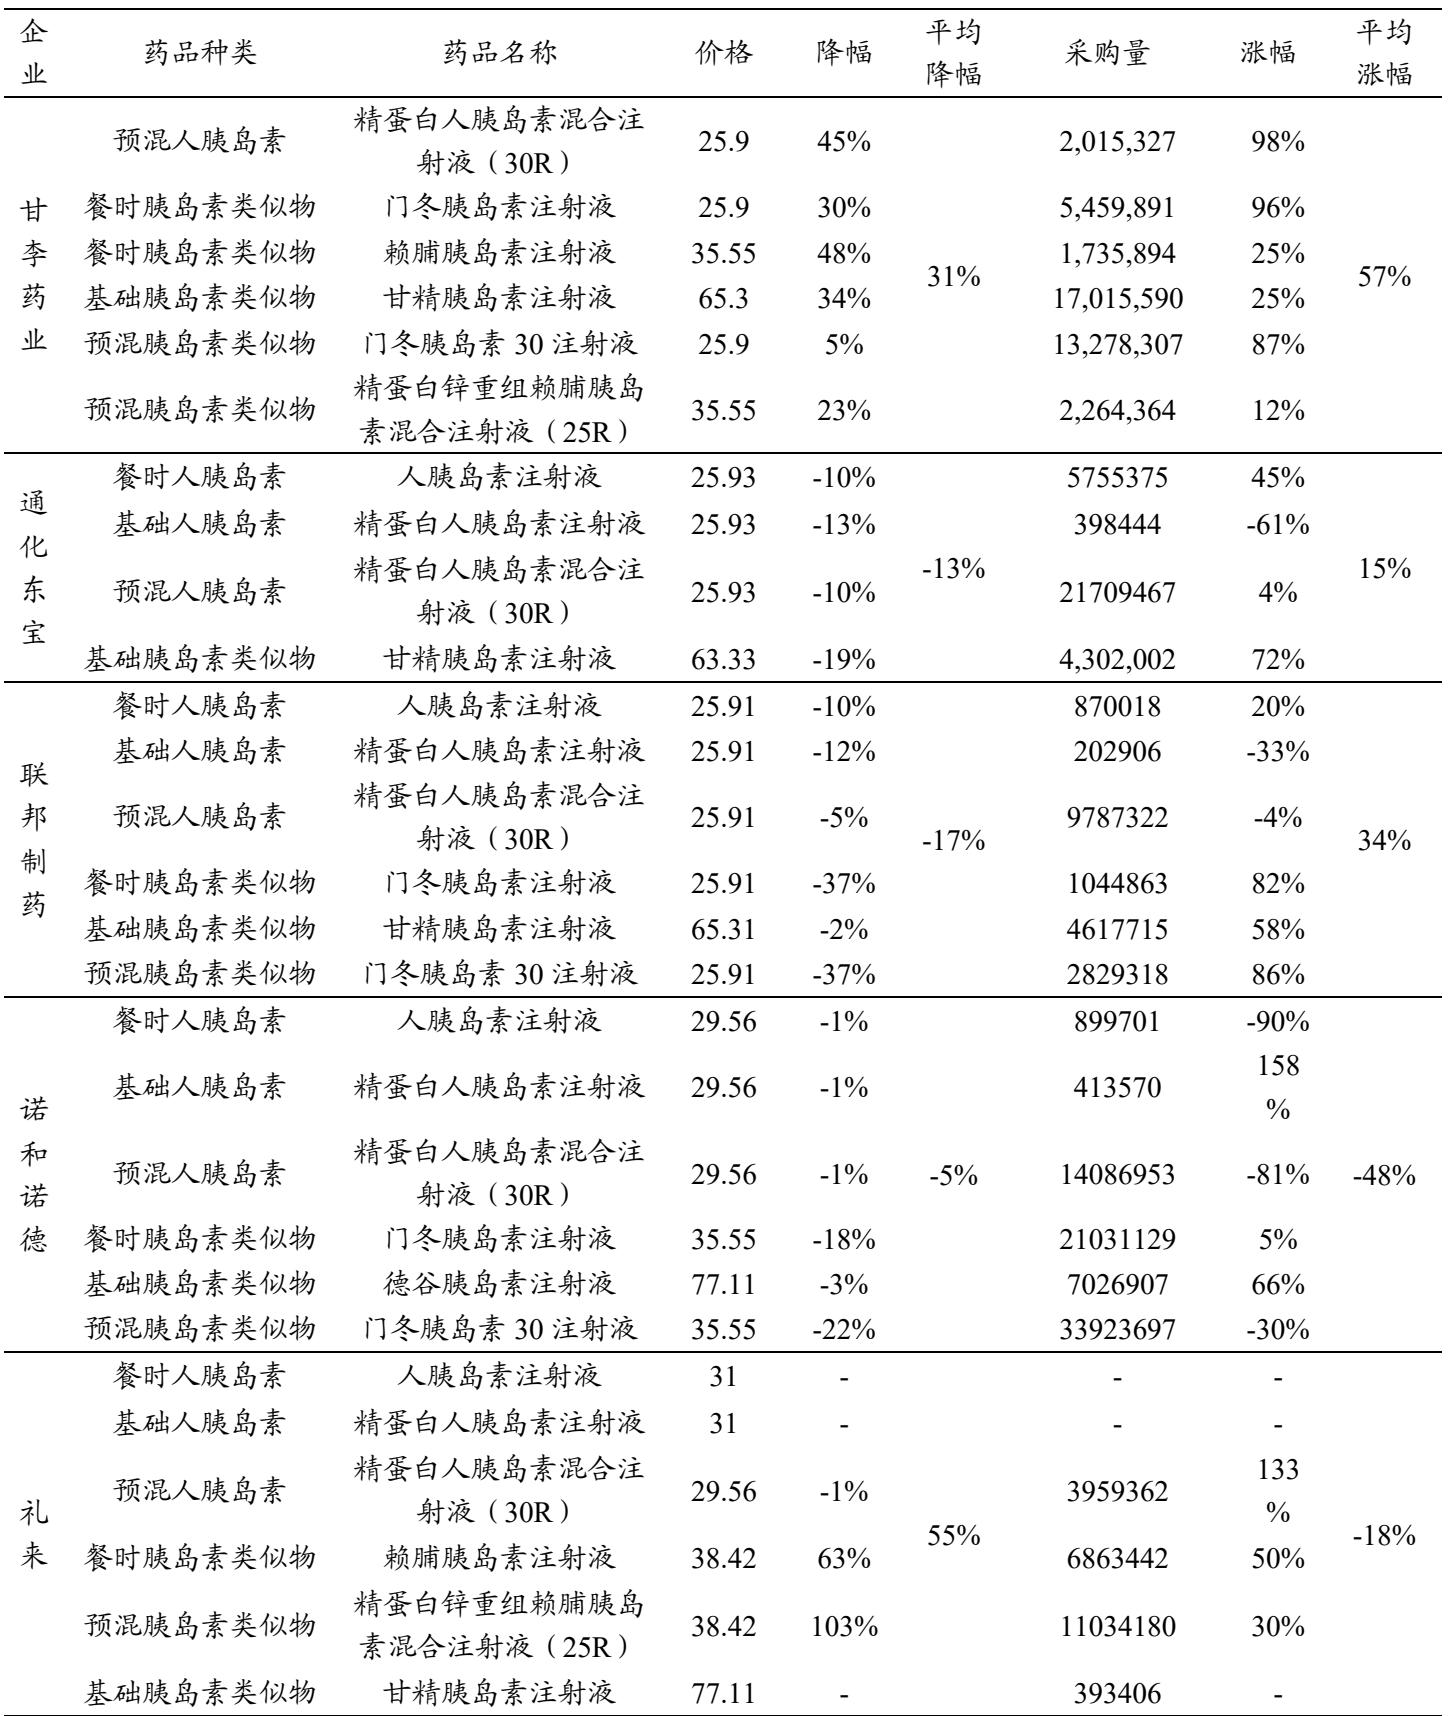 企业 药品种类 药品名称 价格 降幅 平均降幅 采购量 涨幅 平均涨幅
甘李药业
预混人胰岛素 精蛋白人胰岛素混合注射液（30R） 25.9 45% 2,015,327 98%
餐时胰岛素类似物 门冬胰岛素注射液 25.9 30% 5,459,891 96%
餐时胰岛素类似物 赖脯胰岛素注射液 35.55 48% 1,735,894 25%
31% 57%
基础胰岛素类似物 甘精胰岛素注射液 65.3 34% 17,015,590 25%
预混胰岛素类似物 门冬胰岛素 30 注射液 25.9 5% 13,278,307 87%
预混胰岛素类似物 精蛋白锌重组赖脯胰岛素混合注射液（25R） 35.55 23% 2,264,364 12%
通化东宝
餐时人胰岛素 人胰岛素注射液 25.93 -10% 5755375 45%
基础人胰岛素 精蛋白人胰岛素注射液 25.93 -13% 398444 -61%
-13% 15%
预混人胰岛素 精蛋白人胰岛素混合注射液（30R） 25.93 -10% 21709467 4%
基础胰岛素类似物 甘精胰岛素注射液 63.33 -19% 4,302,002 72%
联邦制药
餐时人胰岛素 人胰岛素注射液 25.91 -10% 870018 20%
基础人胰岛素 精蛋白人胰岛素注射液 25.91 -12% 202906 -33%
预混人胰岛素 精蛋白人胰岛素混合注射液（30R） 25.91 -5% 9787322 -4%
-17% 34%
餐时胰岛素类似物 门冬胰岛素注射液 25.91 -37% 1044863 82%
基础胰岛素类似物 甘精胰岛素注射液 65.31 -2% 4617715 58%
预混胰岛素类似物 门冬胰岛素 30 注射液 25.91 -37% 2829318 86%
诺和诺德
餐时人胰岛素 人胰岛素注射液 29.56 -1% 899701 -90%
基础人胰岛素 精蛋白人胰岛素注射液 29.56 -1% 413570 158%
预混人胰岛素 精蛋白人胰岛素混合注射液（30R） 29.56 -1% -5% 14086953 -81% -48%
餐时胰岛素类似物 门冬胰岛素注射液 35.55 -18% 21031129 5%
基础胰岛素类似物 德谷胰岛素注射液 77.11 -3% 7026907 66%
预混胰岛素类似物 门冬胰岛素 30 注射液 35.55 -22% 33923697 -30%
礼来
餐时人胰岛素 人胰岛素注射液 31 - - -
基础人胰岛素 精蛋白人胰岛素注射液 31 - - -
预混人胰岛素 精蛋白人胰岛素混合注射液（30R） 29.56 -1% 3959362 133%
55% -18%
餐时胰岛素类似物 赖脯胰岛素注射液 38.42 63% 6863442 50%
预混胰岛素类似物 精蛋白锌重组赖脯胰岛素混合注射液（25R） 38.42 103% 11034180 30%
基础胰岛素类似物 甘精胰岛素注射液 77.11 - 393406 -